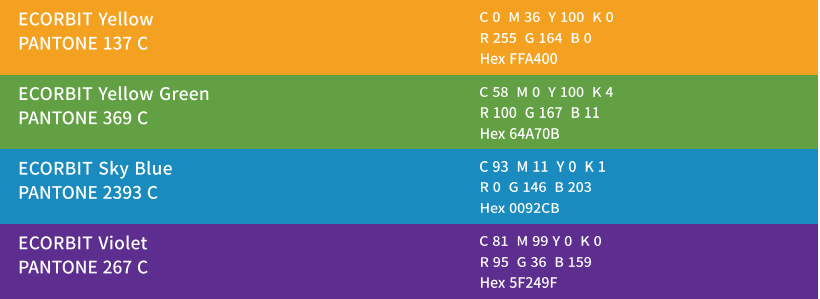 ECORBIT Yellow
PANTONE 137 C
C 0 M 36 Y 100 K 0
R 255 G 164 B 0
Hex FFA400
ECORBIT Yellow Green
PANTONE 369 C
C 58 M 0 Y 100 K 4
R 100 G 167 B 11
Hex 64A70B
ECORBIT Sky Blue
PANTONE 2393 C
C 93 M 11 Y 0 K 1
R 0 G 146 B 203
Hex 0092CB
ECORBIT Violet
PANTONE 267 C
C 81 M 99 Y 0 K 0
R 95 G 36 B 159
Hex 5F249F